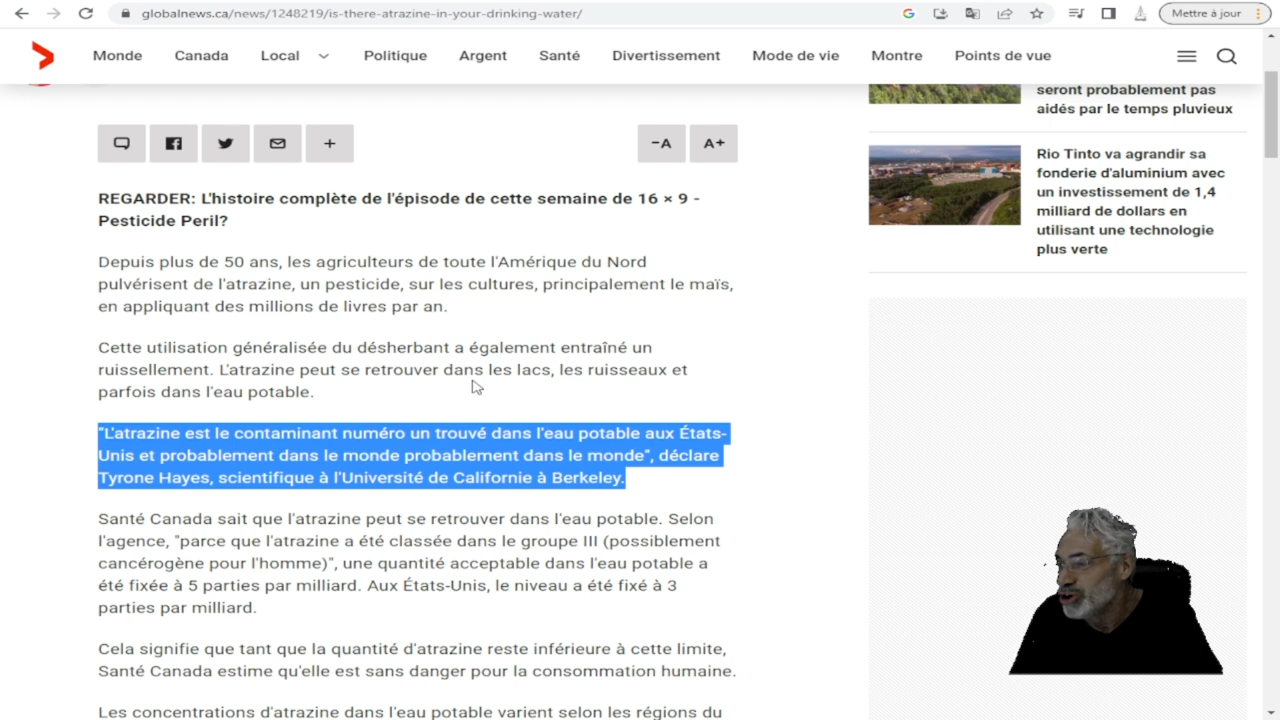 globalnews.ca/news/1248219/is-there-atrazine-in-your-drinking-water/
Mettre à jour
Monde
Canada
Local
Politique
Argent
Santé
Divertissement
Mode de vie
Montre
Points de vue
-A
A+
REGARDER: L'histoire complète de l'épisode de cette semaine de 16 × 9 -
Pesticide Peril?
Depuis plus de 50 ans, les agriculteurs de toute l'Amérique du Nord
pulvérisent de l'atrazine, un pesticide, sur les cultures, principalement le maïs,
en appliquant des millions de livres par an.
Cette utilisation généralisée du désherbant a également entraîné un
ruissellement. L'atrazine peut se retrouver dans les lacs, les ruisseaux et
parfois dans l'eau potable.
"L'atrazine est le contaminant numéro un trouvé dans l'eau potable aux États-
Unis et probablement dans le monde probablement dans le monde", déclare
Tyrone Hayes, scientifique à l'Université de Californie à Berkeley.
Santé Canada sait que l'atrazine peut se retrouver dans l'eau potable. Selon
l'agence, "parce que l'atrazine a été classée dans le groupe III (possiblement
cancérogène pour l'homme)", une quantité acceptable dans l'eau potable a
été fixée à 5 parties par milliard. Aux États-Unis, le niveau a été fixé à 3
parties par milliard.
Cela signifie que tant que la quantité d'atrazine reste inférieure à cette limite,
Santé Canada estime qu'elle est sans danger pour la consommation humaine.
Les concentrations d'atrazine dans l'eau potable varient selon les régions du
seront probablement pas
aidés par le temps pluvieux
Rio Tinto va agrandir sa
fonderie d'aluminium avec
un investissement de 1,4
milliard de dollars en
utilisant une technologie
plus verte